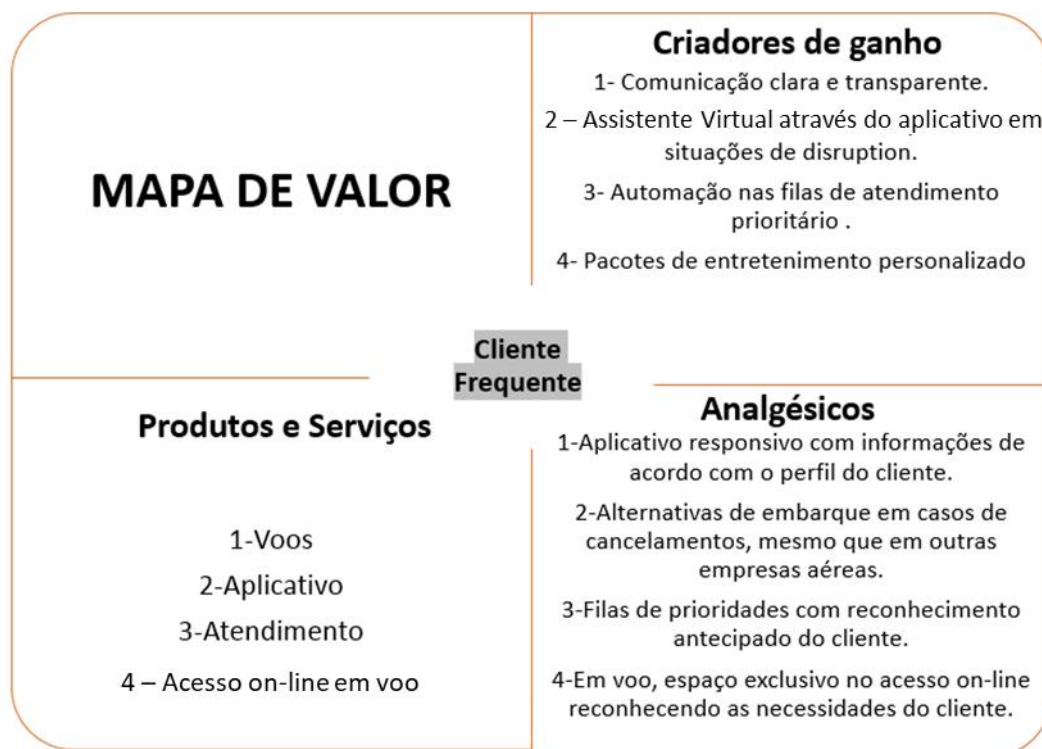 MAPA DE VALOR
Criadores de ganho
1- Comunicação clara e transparente.
2 – Assistente Virtual através do aplicativo em
situações de disruption.
3- Automação nas filas de atendimento
prioritário .
4- Pacotes de entretenimento personalizado
Cliente
Frequente
Produtos e Serviços
1-Voos
2-Aplicativo
3-Atendimento
4 – Acesso on-line em voo
Analgésicos
1-Aplicativo responsivo com informações de
acordo com o perfil do cliente.
2-Alternativas de embarque em casos de
cancelamentos, mesmo que em outras
empresas aéreas.
3-Filas de prioridades com reconhecimento
antecipado do cliente.
4-Em voo, espaço exclusivo no acesso on-line
reconhecendo as necessidades do cliente.